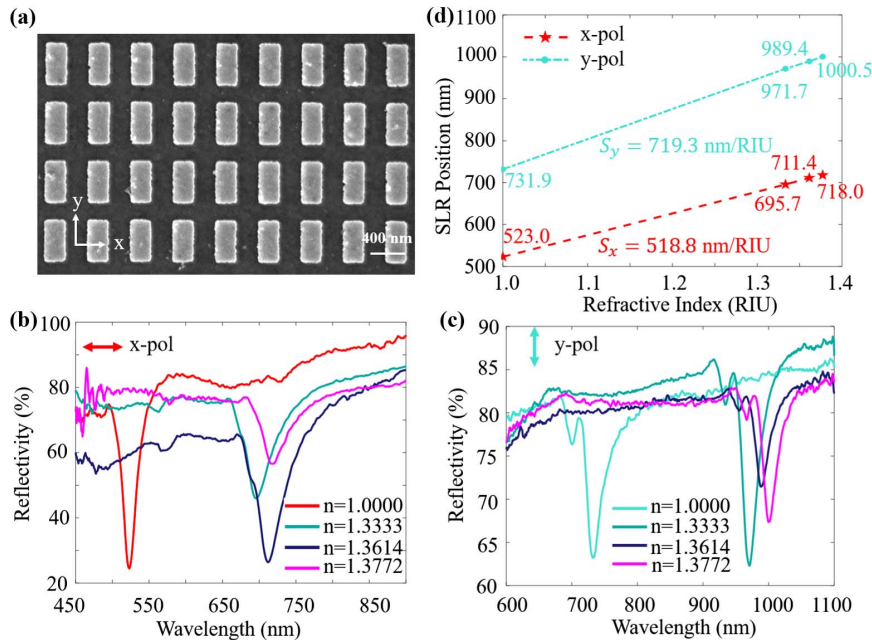 (a)
y
x
400 nm
(d)
SLR Position (nm)
1100
1000
900
800
700
600
500
x-pol
y-pol
989.4
1000.5
971.7
S_y = 719.3 nm/RIU
731.9
711.4
718.0
695.7
523.0
S_x = 518.8 nm/RIU
1.0 1.1 1.2 1.3 1.4
Refractive Index (RIU)
(b)
Reflectivity (%)
100
80
60
40
20
x-pol
n=1.0000
n=1.3333
n=1.3614
n=1.3772
450 550 650 750 850
Wavelength (nm)
(c)
Reflectivity (%)
90
85
80
75
70
65
60
y-pol
n=1.0000
n=1.3333
n=1.3614
n=1.3772
600 700 800 900 1000 1100
Wavelength (nm)